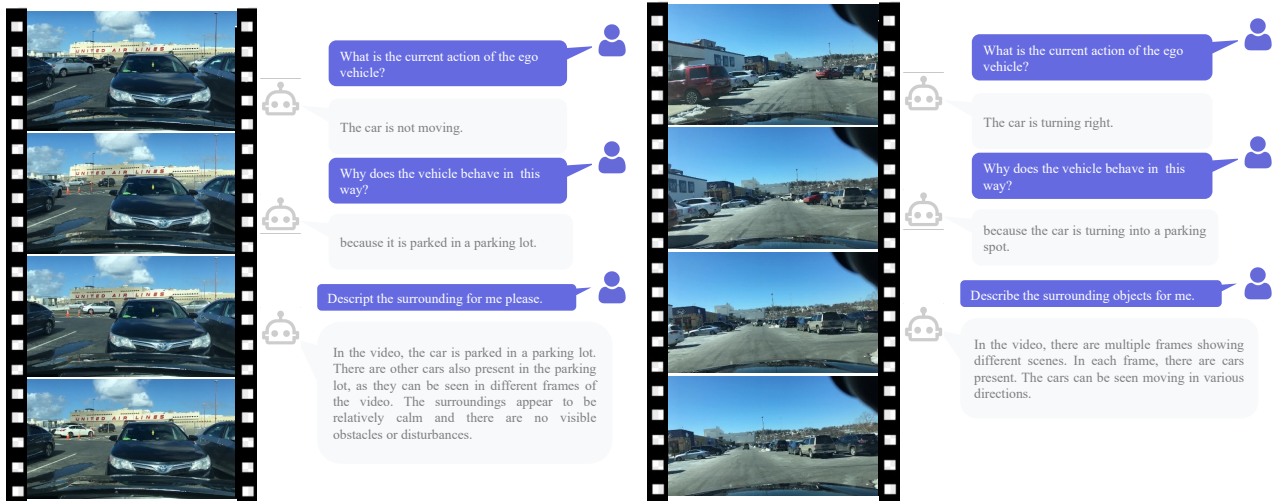 UNITED AIR LINES
UNITED AIR LINES
UNITED AIR LINES
UNITED AIR LINES
What is the current action of the ego
vehicle?
The car is not moving.
Why does the vehicle behave in this
way?
because it is parked in a parking lot.
Descript the surrounding for me please.
In the video, the car is parked in a parking lot.
There are other cars also present in the parking
lot, as they can be seen in different frames of
the video. The surroundings appear to be
relatively calm and there are no visible
obstacles or disturbances.
What is the current action of the ego
vehicle?
The car is turning right.
Why does the vehicle behave in this
way?
because the car is turning into a parking
spot.
Describe the surrounding objects for me.
In the video, there are multiple frames showing
different scenes. In each frame, there are cars
present. The cars can be seen moving in various
directions.